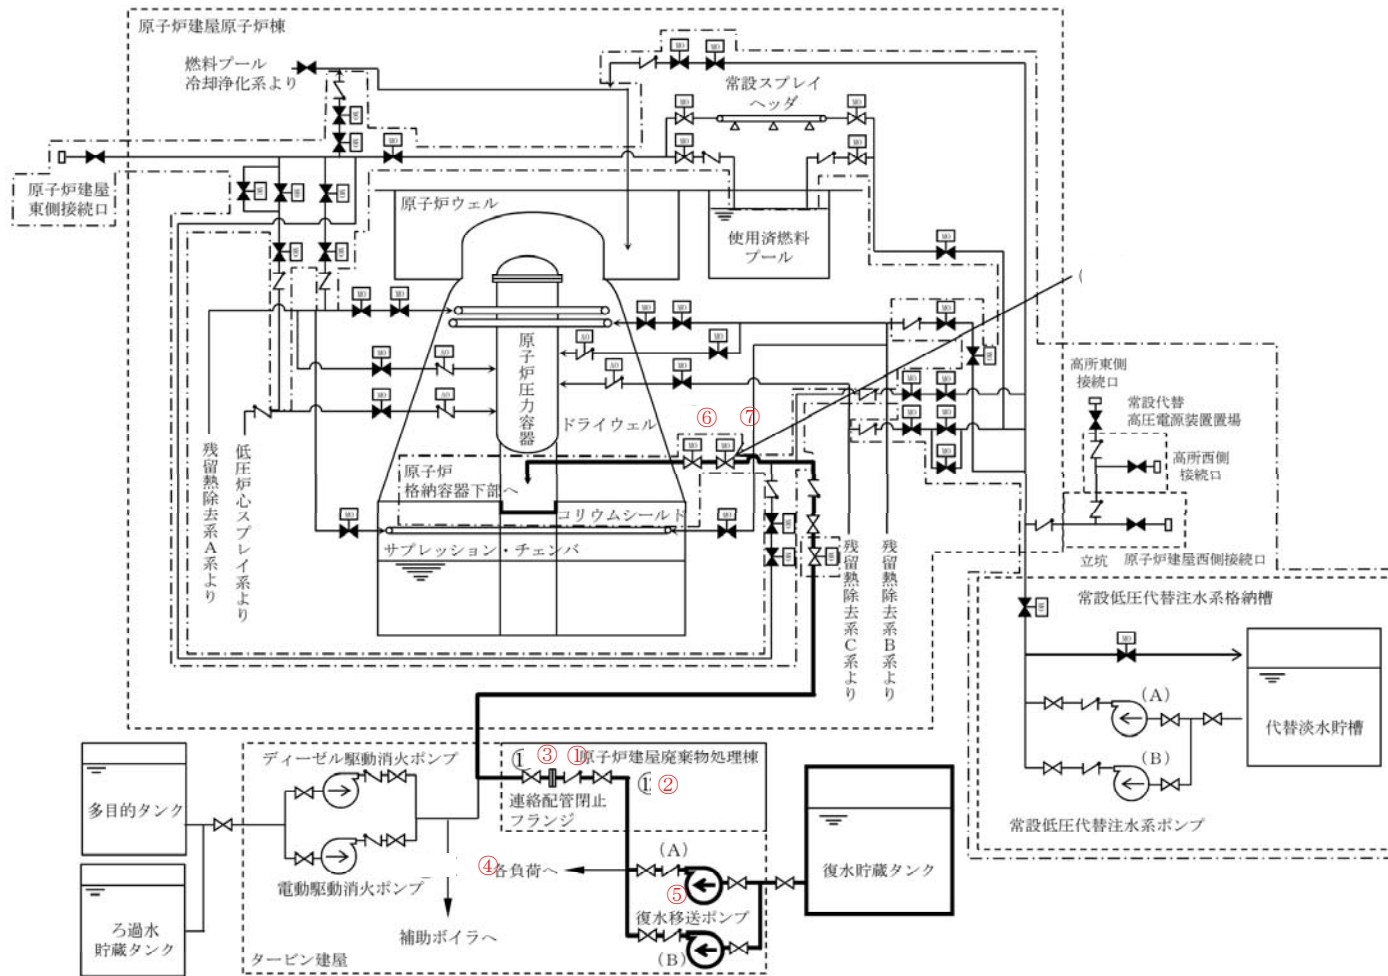 原子炉建屋原子炉棟
燃料プール
冷却浄化系より
常設スプレイ
ヘッダ
原子炉建屋
東側接続口
原子炉ウェル
使用済燃料
プール
原子炉圧力容器
ドライウェル
⑥
⑦
原子炉
格納容器下部へ
コリウムシールド
サプレッション・チェンバ
残留熱除去系A系より
低圧炉心スプレイ系より
残留熱除去系C系より
残留熱除去系B系より
高所東側
接続口
常設代替
高圧電源装置置場
高所西側
接続口
立坑
原子炉建屋西側接続口
常設低圧代替注水系格納槽
(A)
(B)
代替淡水貯槽
常設低圧代替注水系ポンプ
多目的タンク
ろ過水
貯蔵タンク
ディーゼル駆動消火ポンプ
電動駆動消火ポンプ
補助ボイラへ
タービン建屋
③
①
原子炉建屋廃棄物処理棟
②
連絡配管閉止
フランジ
④
各負荷へ
(A)
⑤
復水移送ポンプ
(B)
復水貯蔵タンク